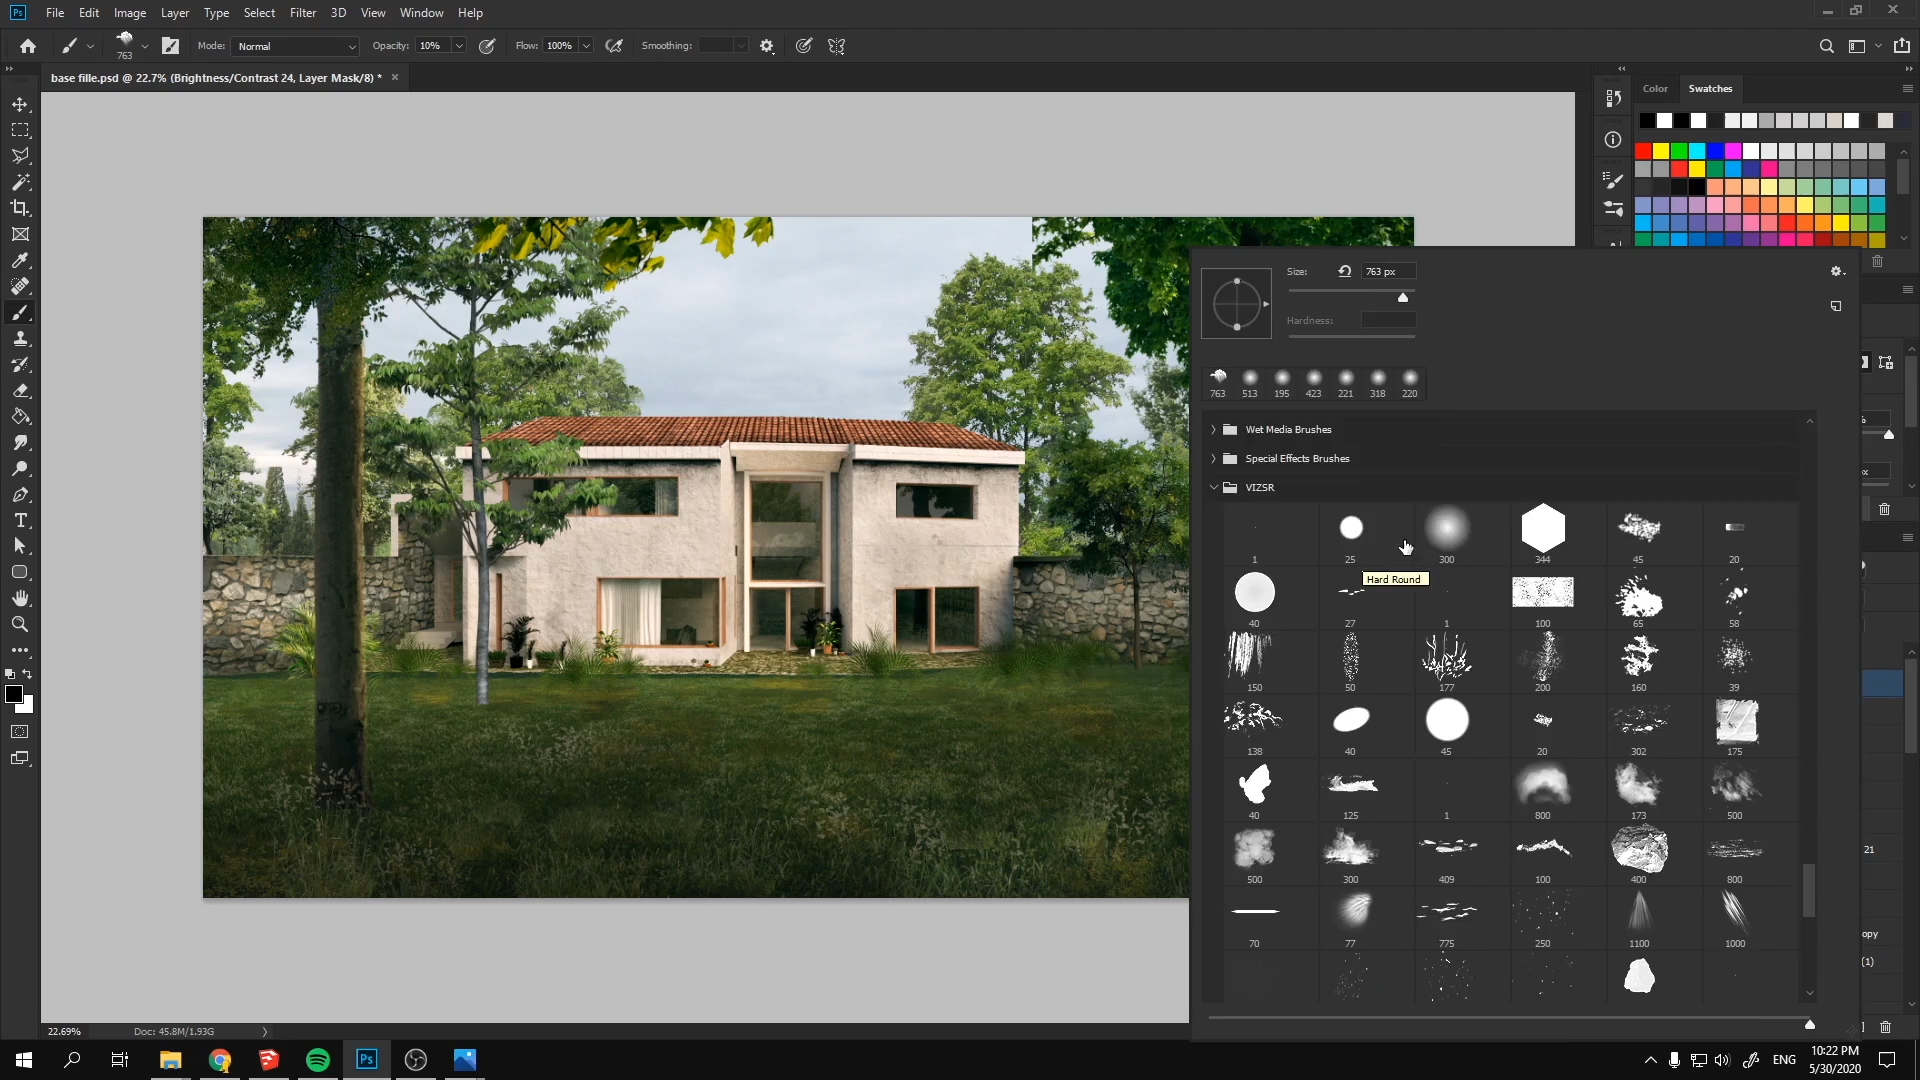 Ps File Edit Image Layer Type Select Filter 3D View Window Help
763 Mode: Normal Opacity: 10% Flow: 100% Smoothing:
base fille.psd @ 22.7% (Brightness/Contrast 24, Layer Mask/8) * ×
Color Swatches
Size: 763 px
Hardness:
763 513 195 423 221 318 220
Wet Media Brushes
Special Effects Brushes
VIZSR
1 25 300 344 45 20
Hard Round
40 27 1 100 65 58
150 50 177 200 160 39
138 40 45 20 302 175
40 125 1 800 173 500
500 300 409 100 400 800
70 77 775 250 1100 1000
%
x
21
opy
(1)
22.69% Doc: 45.8M/1.93G
Ps ENG 10:22 PM
5/30/2020